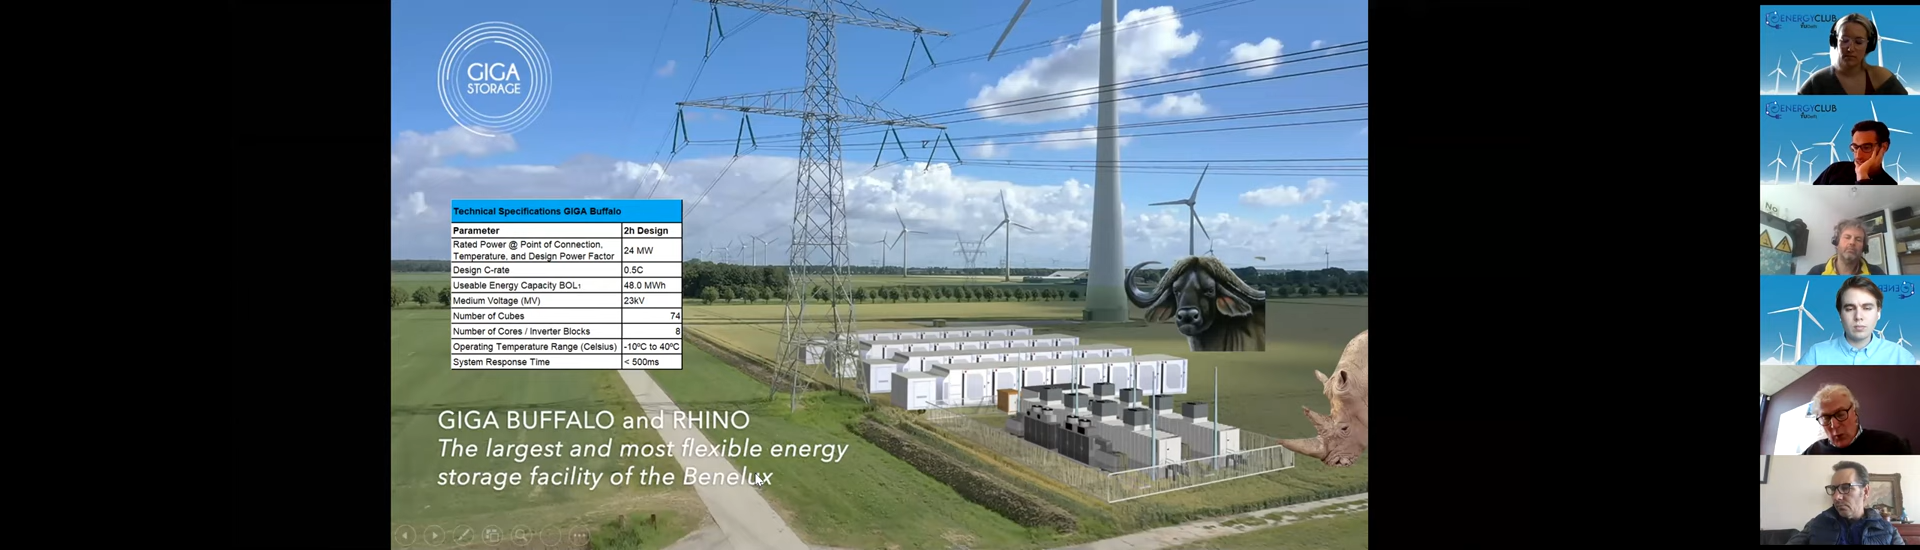 GIGA
STORAGE
Technical Specifications GIGA Buffalo
Parameter 2h Design
Rated Power @ Point of Connection,
Temperature, and Design Power Factor 24 MW
Design C-rate 0.5C
Useable Energy Capacity BOL₁ 48.0 MWh
Medium Voltage (MV) 23kV
Number of Cubes 74
Number of Cores / Inverter Blocks 8
Operating Temperature Range (Celsius) -10ºC to 40ºC
System Response Time < 500ms
GIGA BUFFALO and RHINO
The largest and most flexible energy
storage facility of the Benelux
ENERGYCLUB
ENERGYCLUB
No